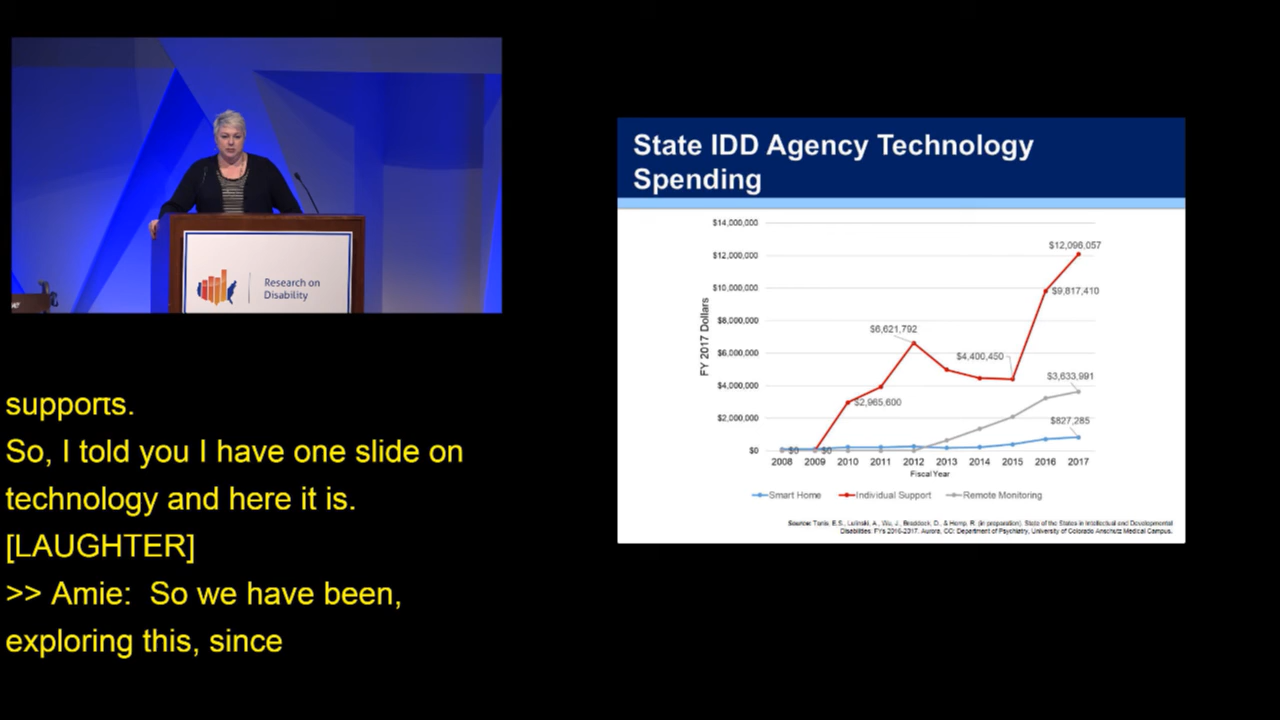 Research on
Disability
supports.
So, I told you I have one slide on
technology and here it is.
[LAUGHTER]
>> Amie:  So we have been,
exploring this, since
State IDD Agency Technology
Spending
$14,000,000
$12,000,000
$10,000,000
$8,000,000
$6,000,000
$4,000,000
$2,000,000
$0
FY 2017 Dollars
$12,096,057
$9,817,410
$6,621,792
$4,400,450
$3,633,991
$2,965,600
$827,285
$0
$0
2008 2009 2010 2011 2012 2013 2014 2015 2016 2017
Fiscal Year
Smart Home Individual Support Remote Monitoring
Source: Tanis, E.S., Lulinski, A., Wu, J., Braddock, D., & Hemp, R. (in preparation). State of the States in Intellectual and Developmental
Disabilities: FYs 2016-2017. Aurora, CO: Department of Psychiatry, University of Colorado Anschutz Medical Campus.